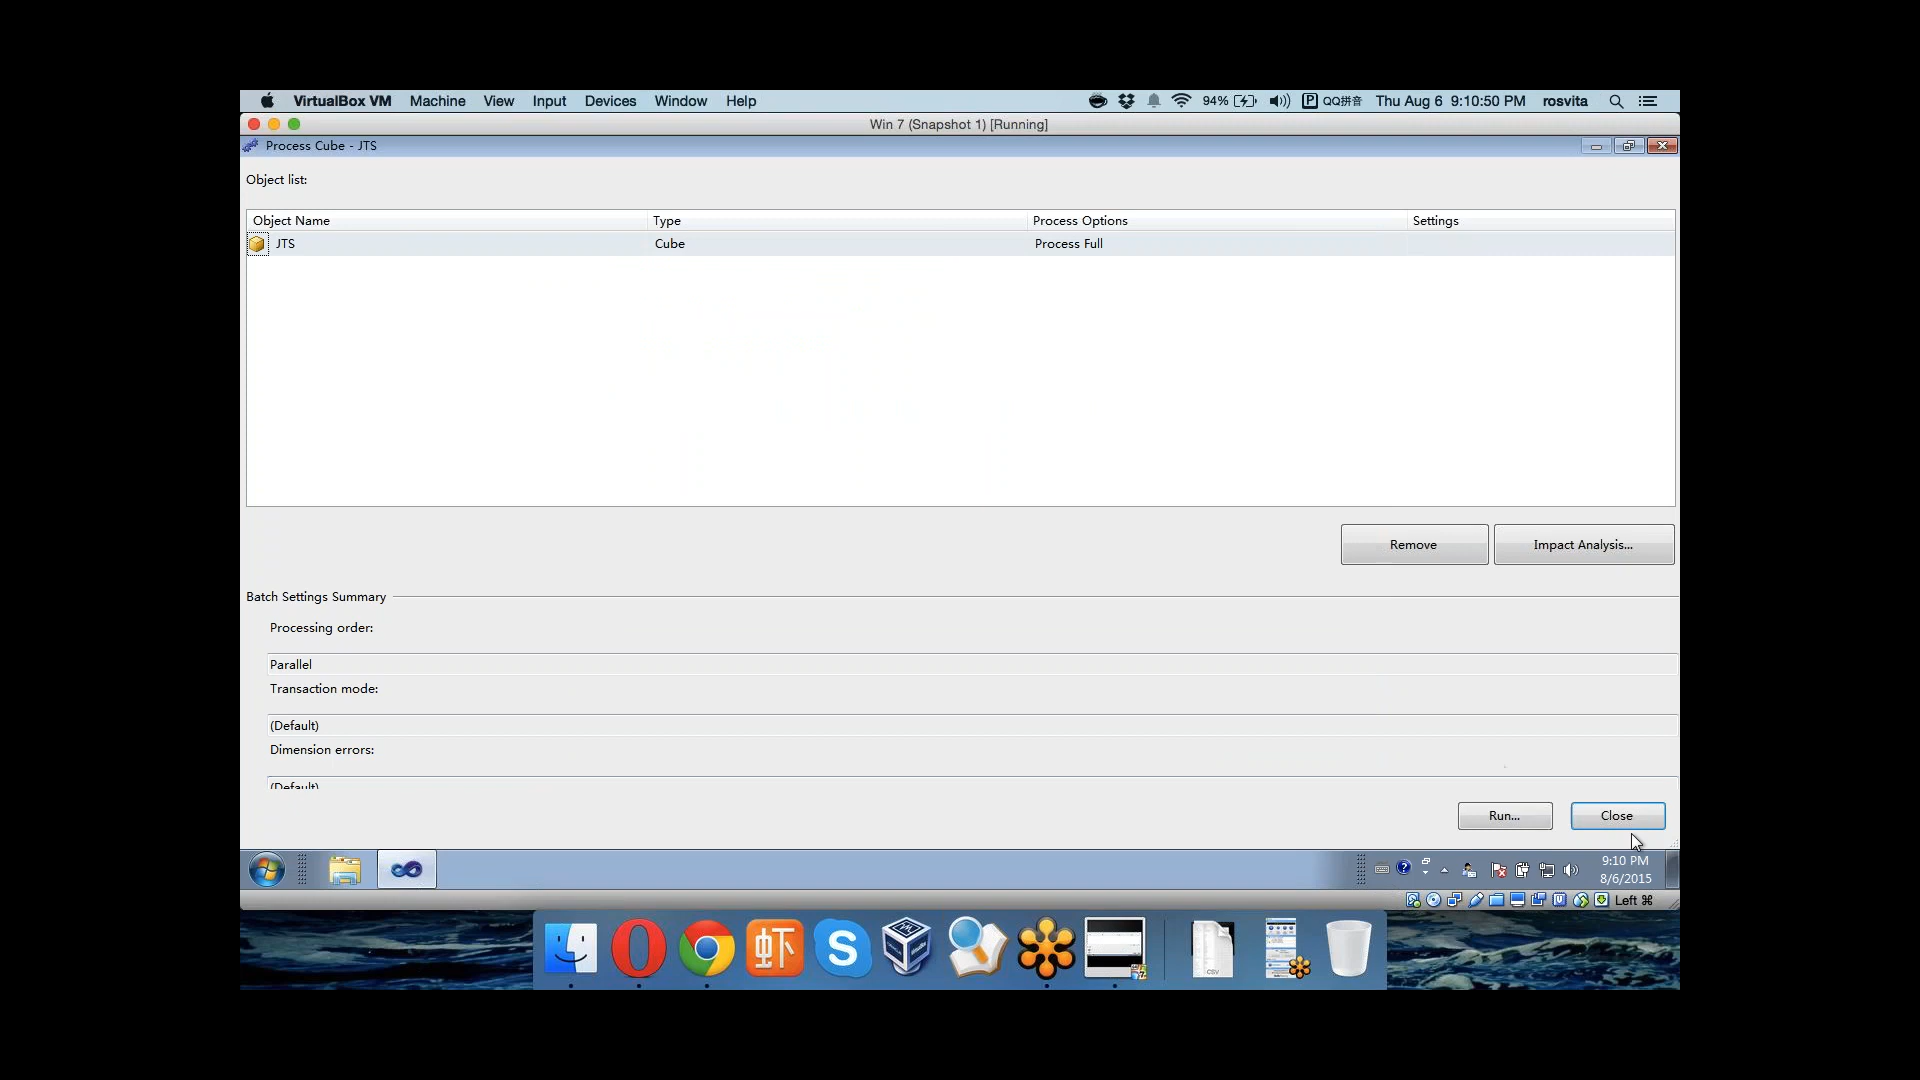 VirtualBox VM Machine View Input Devices Window Help 94% P QQ拼音 Thu Aug 6 9:10:50 PM rosvita
Win 7 (Snapshot 1) [Running]
Process Cube - JTS
Object list:
Object Name Type Process Options Settings
JTS Cube Process Full
Remove Impact Analysis...
Batch Settings Summary
Processing order:
Parallel
Transaction mode:
(Default)
Dimension errors:
(Default)
Run... Close
9:10 PM
8/6/2015
Left ⌘
虾
CSV